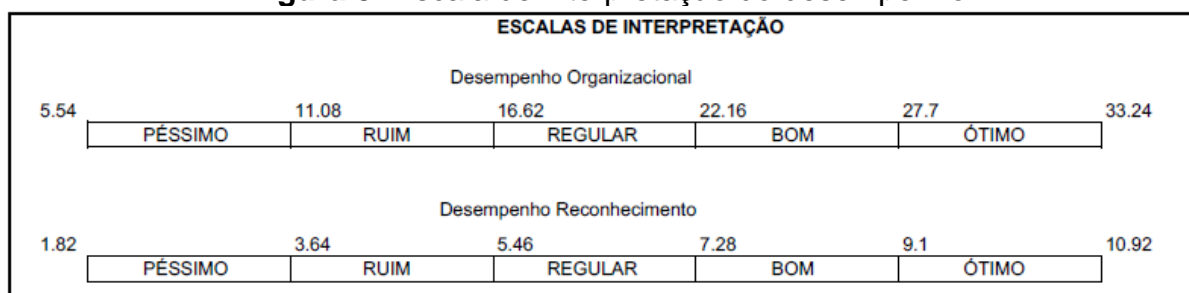 ESCALAS DE INTERPRETAÇÃO
Desempenho Organizacional
5.54 11.08 16.62 22.16 27.7 33.24
PÉSSIMO RUIM REGULAR BOM ÓTIMO
Desempenho Reconhecimento
1.82 3.64 5.46 7.28 9.1 10.92
PÉSSIMO RUIM REGULAR BOM ÓTIMO